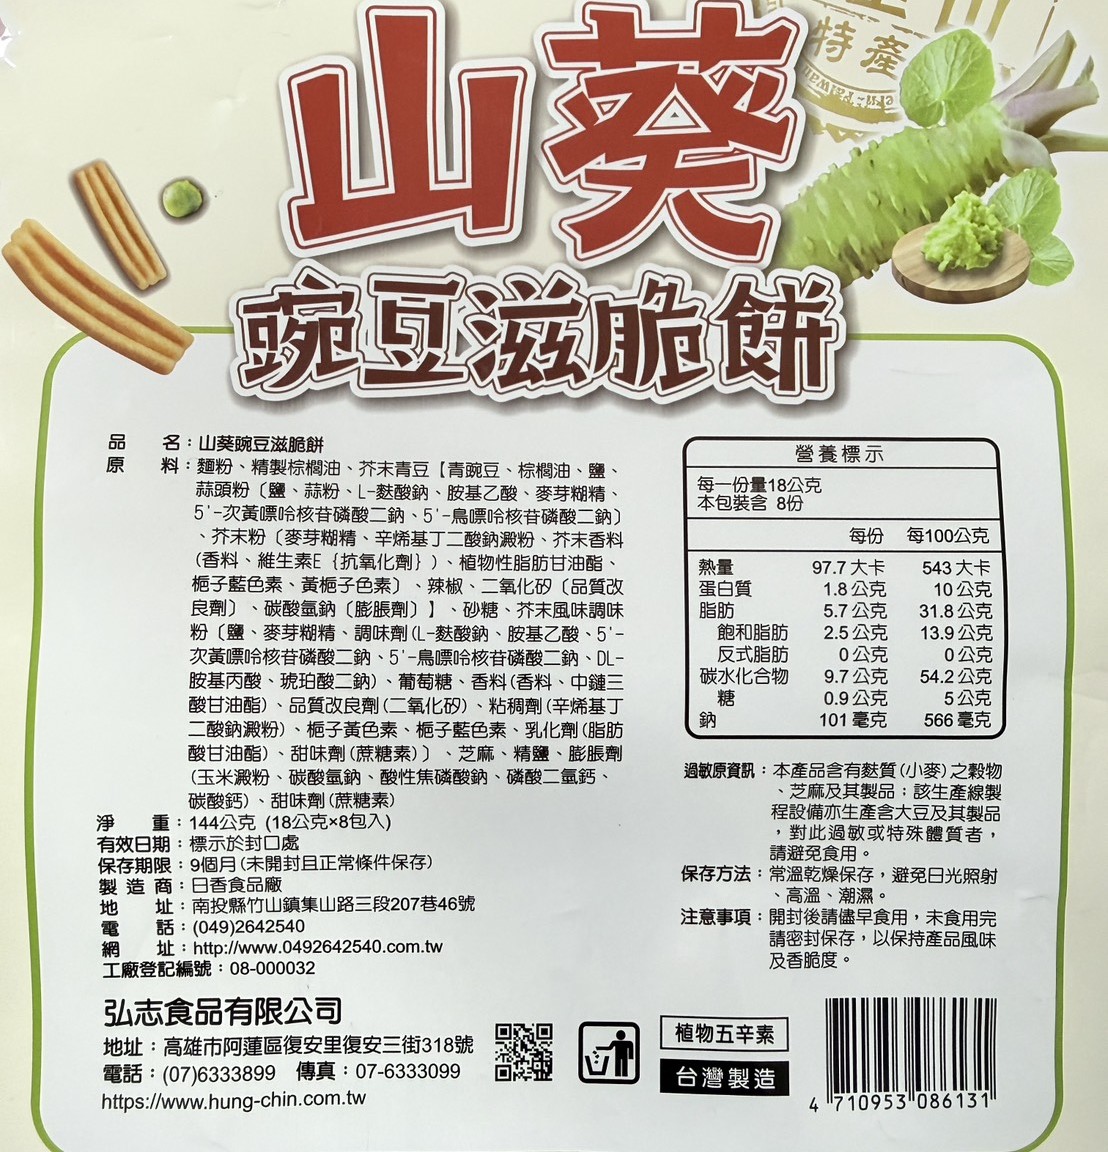 山葵
特產
豌豆滋脆餅
品 名：山葵豌豆滋脆餅
原 料：麵粉、精製棕櫚油、芥末青豆【青豌豆、棕櫚油、鹽、
蒜頭粉〔鹽、蒜粉、L-麩酸鈉、胺基乙酸、麥芽糊精、
5'-次黃嘌呤核苷磷酸二鈉、5'-鳥嘌呤核苷磷酸二鈉〕
、芥末粉〔麥芽糊精、辛烯基丁二酸鈉澱粉、芥末香料
(香料、維生素E｛抗氧化劑｝)、植物性脂肪甘油酯、
梔子藍色素、黃梔子色素〕、辣椒、二氧化矽〔品質改
良劑〕、碳酸氫鈉〔膨脹劑〕】、砂糖、芥末風味調味
粉〔鹽、麥芽糊精、調味劑(L-麩酸鈉、胺基乙酸、5'-
次黃嘌呤核苷磷酸二鈉、5'-鳥嘌呤核苷磷酸二鈉、DL-
胺基丙酸、琥珀酸二鈉)、葡萄糖、香料(香料、中鏈三
酸甘油酯)、品質改良劑(二氧化矽)、粘稠劑(辛烯基丁
二酸鈉澱粉)、梔子黃色素、梔子藍色素、乳化劑(脂肪
酸甘油酯)、甜味劑(蔗糖素)〕、芝麻、精鹽、膨脹劑
(玉米澱粉、碳酸氫鈉、酸性焦磷酸鈉、磷酸二氫鈣、
碳酸鈣)、甜味劑(蔗糖素)
淨 重：144公克 (18公克×8包入)
有效日期：標示於封口處
保存期限：9個月(未開封且正常條件保存)
製 造 商：日香食品廠
地 址：南投縣竹山鎮集山路三段207巷46號
電 話：(049)2642540
網 址：http://www.0492642540.com.tw
工廠登記編號：08-000032
弘志食品有限公司
地址：高雄市阿蓮區復安里復安三街318號
電話：(07)6333899 傳真：07-6333099
https://www.hung-chin.com.tw
營養標示
每一份量18公克
本包裝含 8份
每份 每100公克
熱量 97.7 大卡 543 大卡
蛋白質 1.8 公克 10 公克
脂肪 5.7 公克 31.8 公克
飽和脂肪 2.5 公克 13.9 公克
反式脂肪 0 公克 0 公克
碳水化合物 9.7 公克 54.2 公克
糖 0.9 公克 5 公克
鈉 101 毫克 566 毫克
過敏原資訊：本產品含有麩質(小麥)之穀物
、芝麻及其製品；該生產線製
程設備亦生產含大豆及其製品
，對此過敏或特殊體質者，
請避免食用。
保存方法：常溫乾燥保存，避免日光照射
、高溫、潮濕。
注意事項：開封後請儘早食用，未食用完
請密封保存，以保持產品風味
及香脆度。
植物五辛素
台灣製造
4 710953 086131